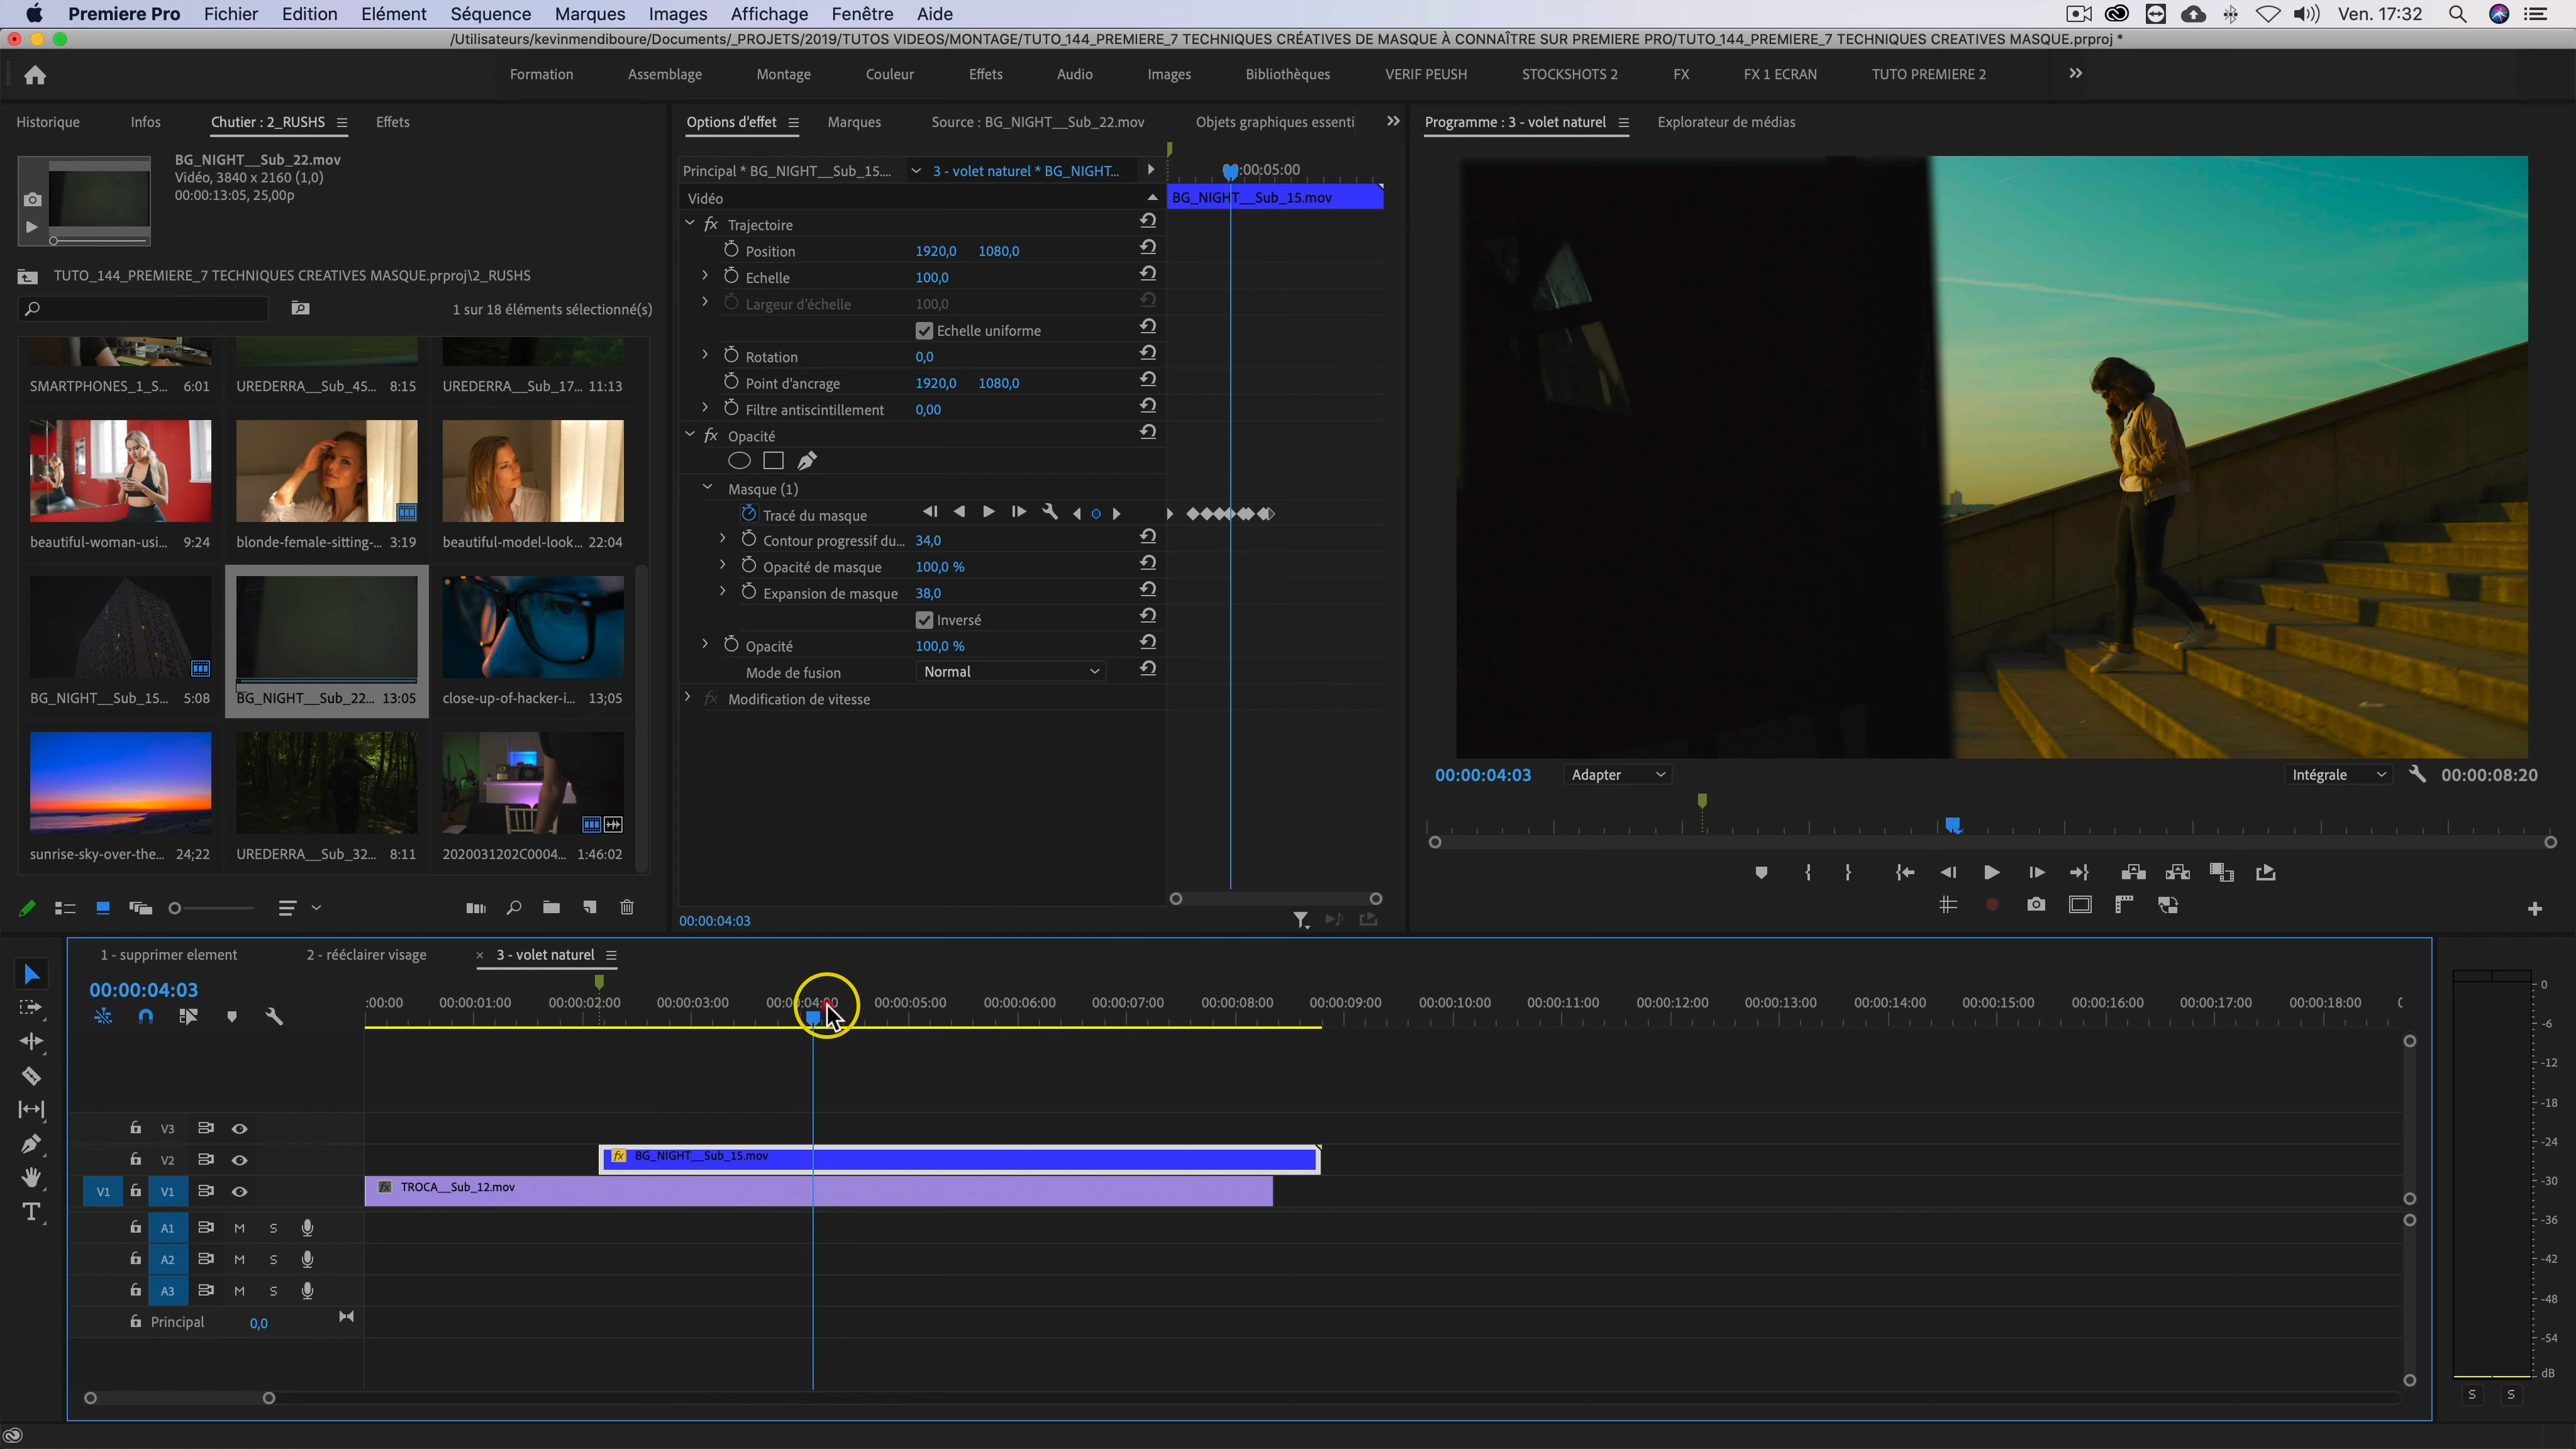 Premiere Pro Fichier Edition Elément Séquence Marques Images Affichage Fenêtre Aide Ven. 17:32
/Utilisateurs/kevinmendiboure/Documents/_PROJETS/2019/TUTOS VIDEOS/MONTAGE/TUTO_144_PREMIERE_7 TECHNIQUES CRÉATIVES DE MASQUE À CONNAÎTRE SUR PREMIERE PRO/TUTO_144_PREMIERE_7 TECHNIQUES CREATIVES MASQUE.prproj *
Formation Assemblage Montage Couleur Effets Audio Images Bibliothèques VERIF PEUSH STOCKSHOTS 2 FX FX 1 ECRAN TUTO PREMIERE 2
Historique Infos Chutier : 2_RUSHS Effets
BG_NIGHT__Sub_22.mov
Vidéo, 3840 x 2160 (1,0)
00:00:13:05, 25,00p
TUTO_144_PREMIERE_7 TECHNIQUES CREATIVES MASQUE.prproj\2_RUSHS
1 sur 18 éléments sélectionné(s)
SMARTPHONES_1_S... 6:01 UREDERRA__Sub_45... 8:15 UREDERRA__Sub_17... 11:13
beautiful-woman-usi... 9:24 blonde-female-sitting-... 3:19 beautiful-model-look... 22:04
BG_NIGHT__Sub_15... 5:08 BG_NIGHT__Sub_22... 13:05 close-up-of-hacker-i... 13;05
sunrise-sky-over-the... 24;22 UREDERRA__Sub_32... 8:11 2020031202C0004... 1:46:02
Options d'effet Marques Source : BG_NIGHT__Sub_22.mov Objets graphiques essenti
Principal * BG_NIGHT__Sub_15.... 3 - volet naturel * BG_NIGHT... :00:05:00
Vidéo BG_NIGHT__Sub_15.mov
fx Trajectoire
Position 1920,0 1080,0
Echelle 100,0
Largeur d'échelle 100,0
Echelle uniforme
Rotation 0,0
Point d'ancrage 1920,0 1080,0
Filtre antiscintillement 0,00
fx Opacité
Masque (1)
Tracé du masque
Contour progressif du... 34,0
Opacité de masque 100,0 %
Expansion de masque 38,0
Inversé
Opacité 100,0 %
Mode de fusion Normal
fx Modification de vitesse
00:00:04:03
Programme : 3 - volet naturel Explorateur de médias
00:00:04:03 Adapter Intégrale 00:00:08:20
1 - supprimer element 2 - rééclairer visage × 3 - volet naturel
00:00:04:03
:00:00 00:00:01:00 00:00:02:00 00:00:03:00 00:00:04:00 00:00:05:00 00:00:06:00 00:00:07:00 00:00:08:00 00:00:09:00 00:00:10:00 00:00:11:00 00:00:12:00 00:00:13:00 00:00:14:00 00:00:15:00 00:00:16:00 00:00:17:00 00:00:18:00
V3
V2 fx BG_NIGHT__Sub_15.mov
V1 V1 fx TROCA__Sub_12.mov
A1 M S
A2 M S
A3 M S
Principal 0,0
0
-6
-12
-18
-24
-30
-36
-42
-48
-54
dB
S S